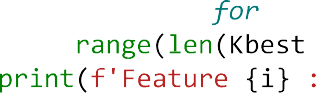 for
range(len(Kbest
print(f'Feature {i} :